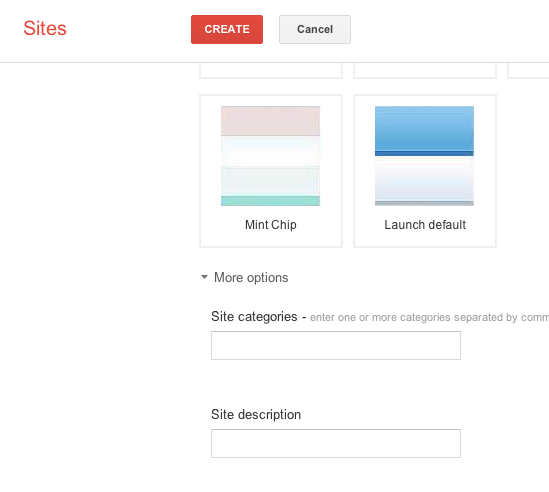 Sites
CREATE
Cancel
Mint Chip
Launch default
More options
Site categories - enter one or more categories separated by comm
Site description